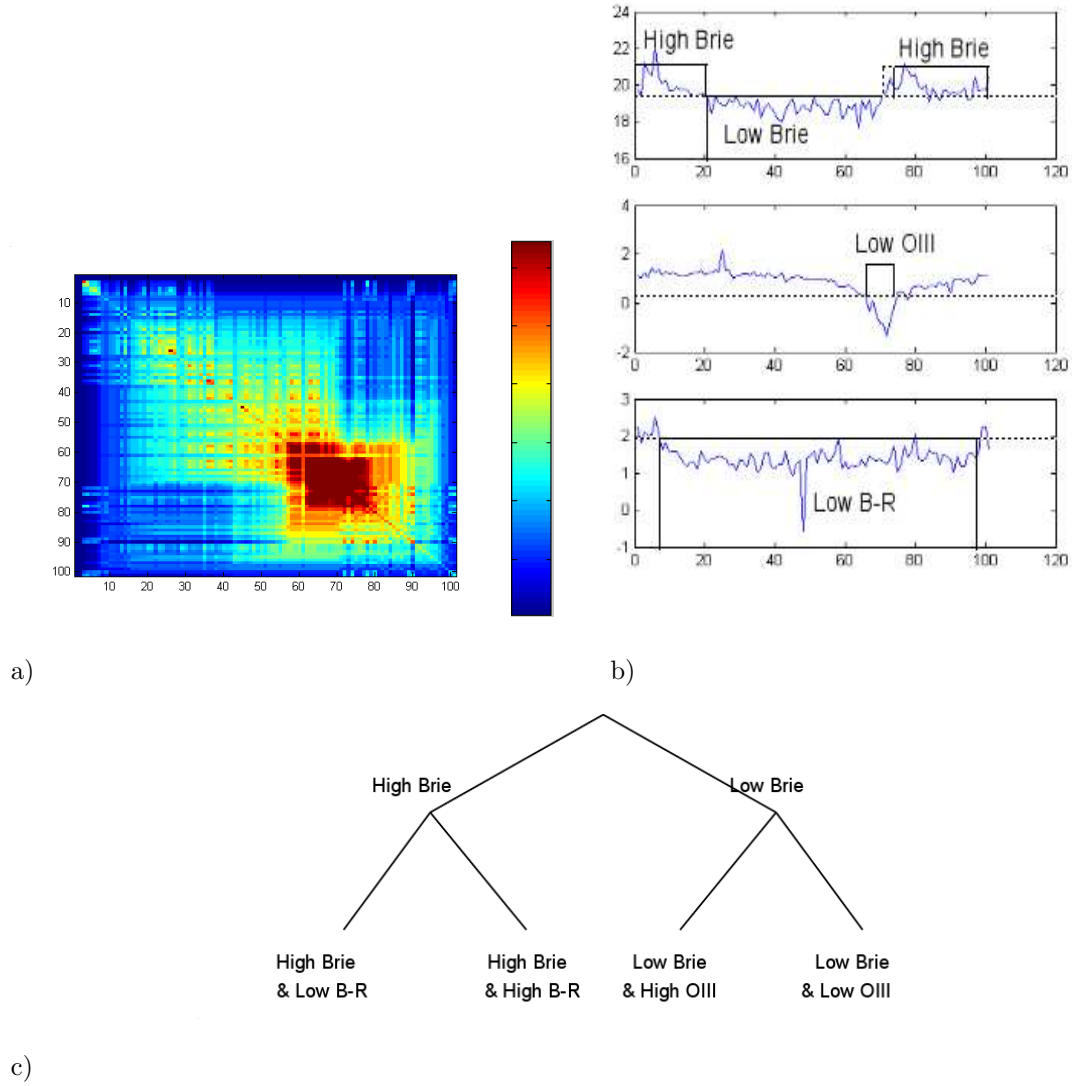 10
20
30
40
50
60
70
80
90
100
10 20 30 40 50 60 70 80 90 100
a)
24
22
20
18
16
High Brie
High Brie
Low Brie
0 20 40 60 80 100 120
4
2
0
-2
Low OIII
0 20 40 60 80 100 120
3
2
1
0
-1
Low B-R
0 20 40 60 80 100 120
b)
High Brie
Low Brie
High Brie
& Low B-R
High Brie
& High B-R
Low Brie
& High OIII
Low Brie
& Low OIII
c)